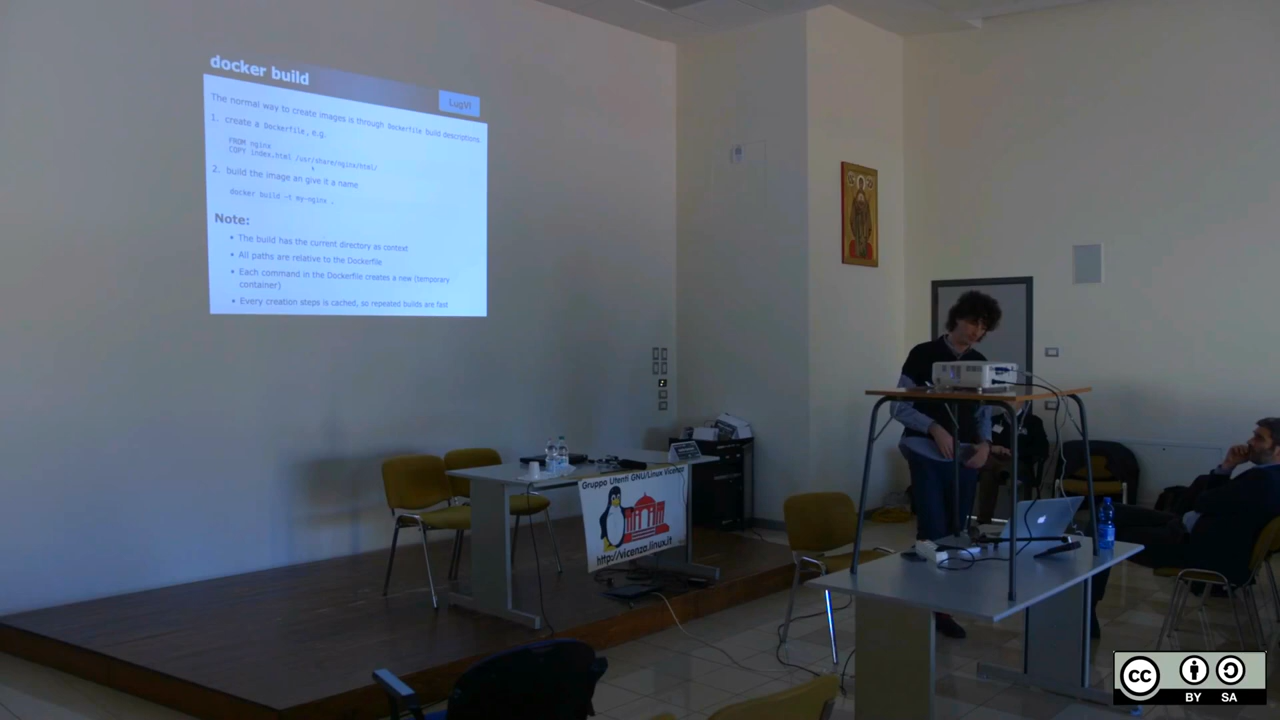 docker build
LugVI
The normal way to create images is through Dockerfile build descriptions
1. create a Dockerfile, e.g.
FROM nginx
COPY index.html /usr/share/nginx/html/
2. build the image an give it a name
docker build -t my-nginx .
Note:
• The build has the current directory as context
• All paths are relative to the Dockerfile
• Each command in the Dockerfile creates a new (temporary
container)
• Every creation steps is cached, so repeated builds are fast
Gruppo Utenti GNU/Linux Vicenza
http://vicenza.linux.it
cc
BY SA